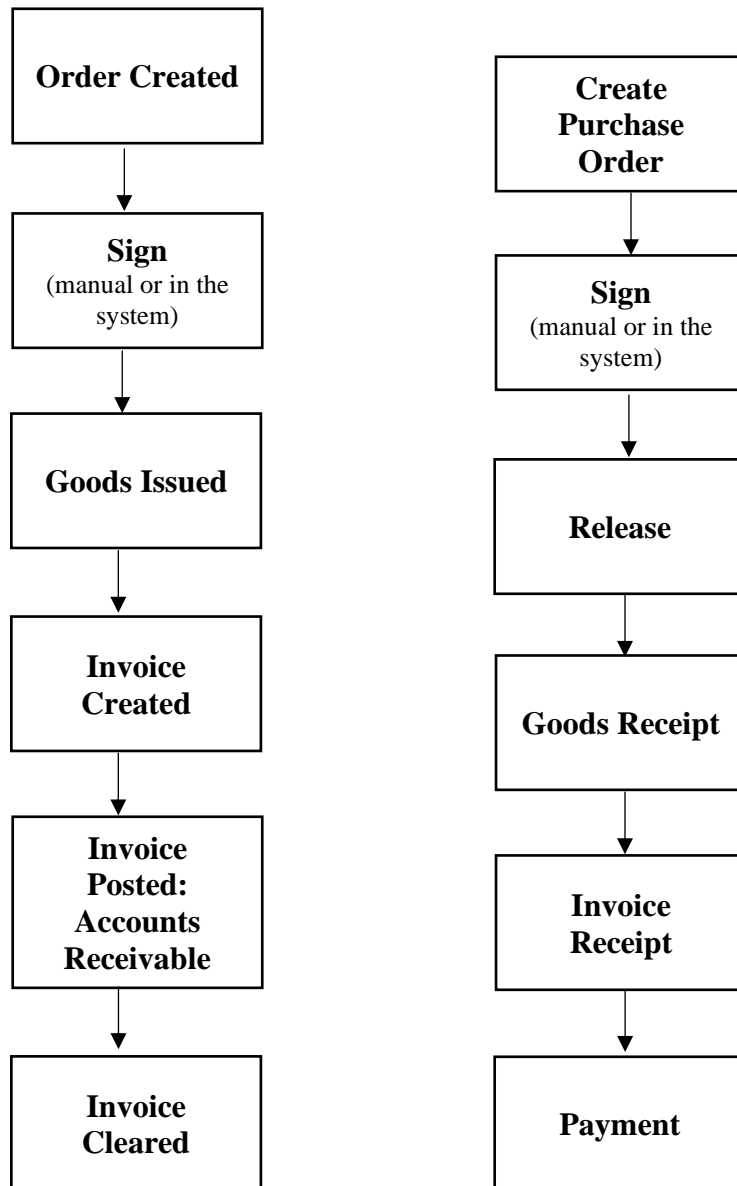 Order Created
Sign
(manual or in the
system)
Goods Issued
Invoice
Created
Invoice
Posted:
Accounts
Receivable
Invoice
Cleared
Create
Purchase
Order
Sign
(manual or in the
system)
Release
Goods Receipt
Invoice
Receipt
Payment